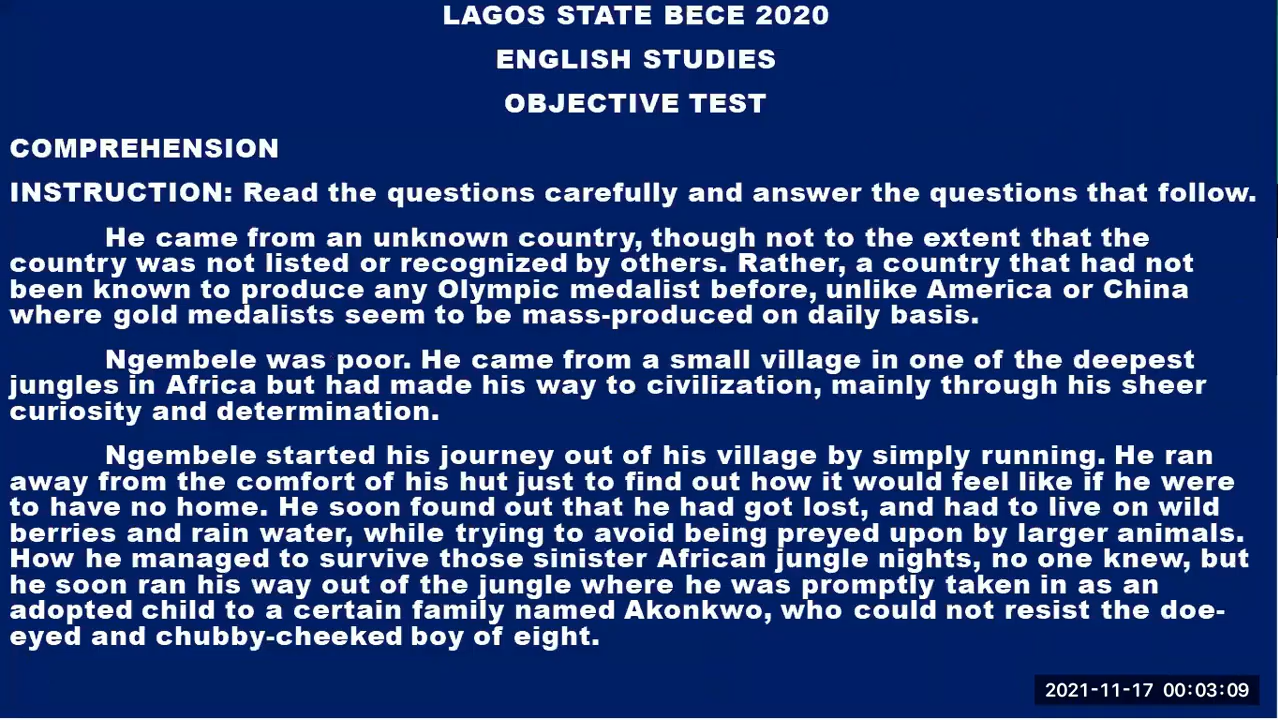 LAGOS STATE BECE 2020
ENGLISH STUDIES
OBJECTIVE TEST
COMPREHENSION
INSTRUCTION: Read the questions carefully and answer the questions that follow.
He came from an unknown country, though not to the extent that the
country was not listed or recognized by others. Rather, a country that had not
been known to produce any Olympic medalist before, unlike America or China
where gold medalists seem to be mass-produced on daily basis.
Ngembele was poor. He came from a small village in one of the deepest
jungles in Africa but had made his way to civilization, mainly through his sheer
curiosity and determination.
Ngembele started his journey out of his village by simply running. He ran
away from the comfort of his hut just to find out how it would feel like if he were
to have no home. He soon found out that he had got lost, and had to live on wild
berries and rain water, while trying to avoid being preyed upon by larger animals.
How he managed to survive those sinister African jungle nights, no one knew, but
he soon ran his way out of the jungle where he was promptly taken in as an
adopted child to a certain family named Akonkwo, who could not resist the doe-
eyed and chubby-cheeked boy of eight.
2021-11-17 00:03:09